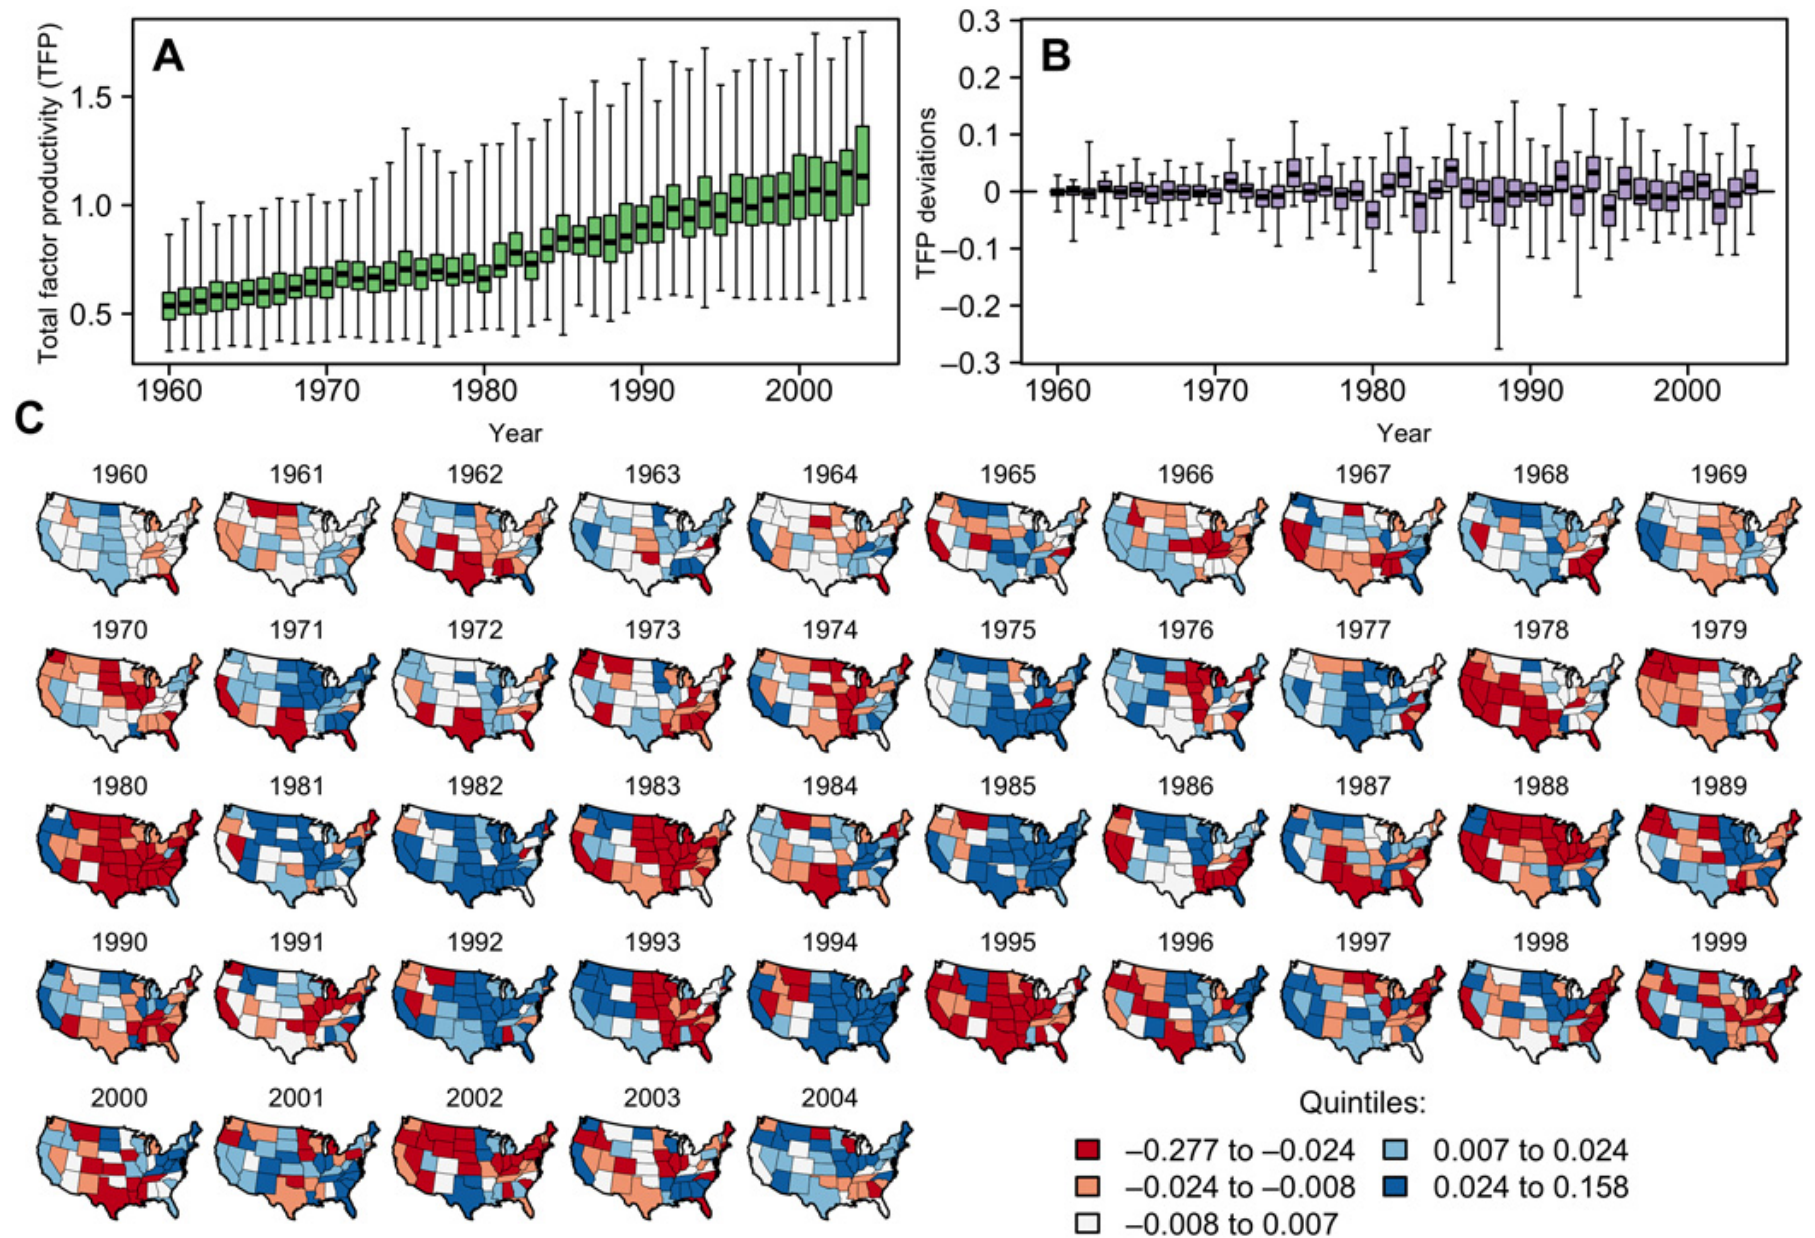 A
B
Total factor productivity (TFP)
1.5
1.0
0.5
1960 1970 1980 1990 2000
Year
TFP deviations
0.3
0.2
0.1
0
–0.1
–0.2
–0.3
1960 1970 1980 1990 2000
Year
C
1960 1961 1962 1963 1964 1965 1966 1967 1968 1969
1970 1971 1972 1973 1974 1975 1976 1977 1978 1979
1980 1981 1982 1983 1984 1985 1986 1987 1988 1989
1990 1991 1992 1993 1994 1995 1996 1997 1998 1999
2000 2001 2002 2003 2004
Quintiles:
–0.277 to –0.024
–0.024 to –0.008
–0.008 to 0.007
0.007 to 0.024
0.024 to 0.158